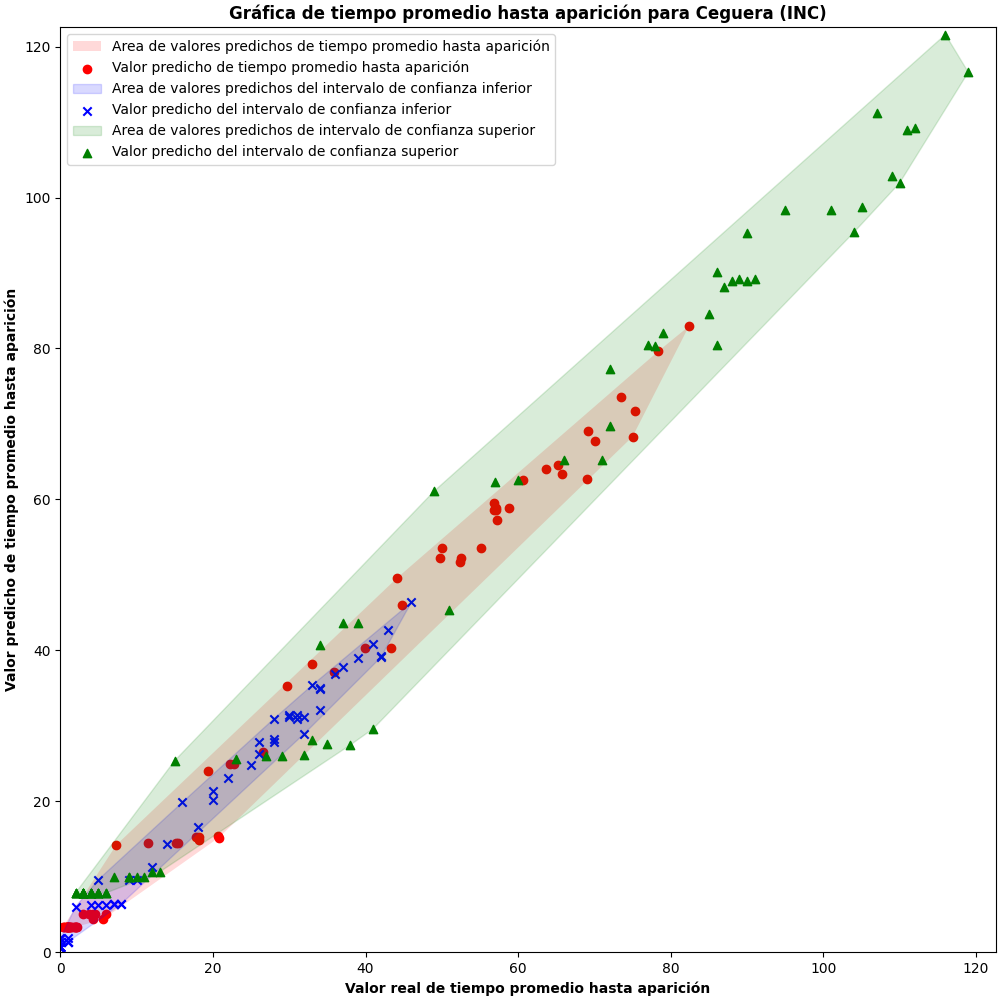 Gráfica de tiempo promedio hasta aparición para Ceguera (INC)
Area de valores predichos de tiempo promedio hasta aparición
Valor predicho de tiempo promedio hasta aparición
Area de valores predichos del intervalo de confianza inferior
Valor predicho del intervalo de confianza inferior
Area de valores predichos de intervalo de confianza superior
Valor predicho del intervalo de confianza superior
Valor predicho de tiempo promedio hasta aparición
120
100
80
60
40
20
0
0 20 40 60 80 100 120
Valor real de tiempo promedio hasta aparición